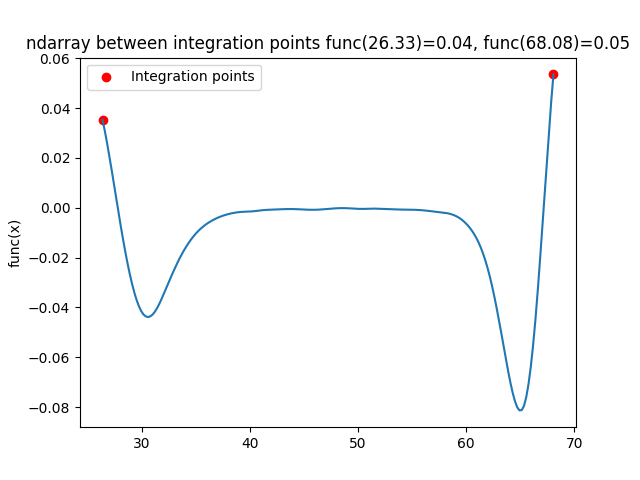 ndarray between integration points func(26.33)=0.04, func(68.08)=0.05
Integration points
func(x)
0.06
0.04
0.02
0.00
−0.02
−0.04
−0.06
−0.08
30 40 50 60 70